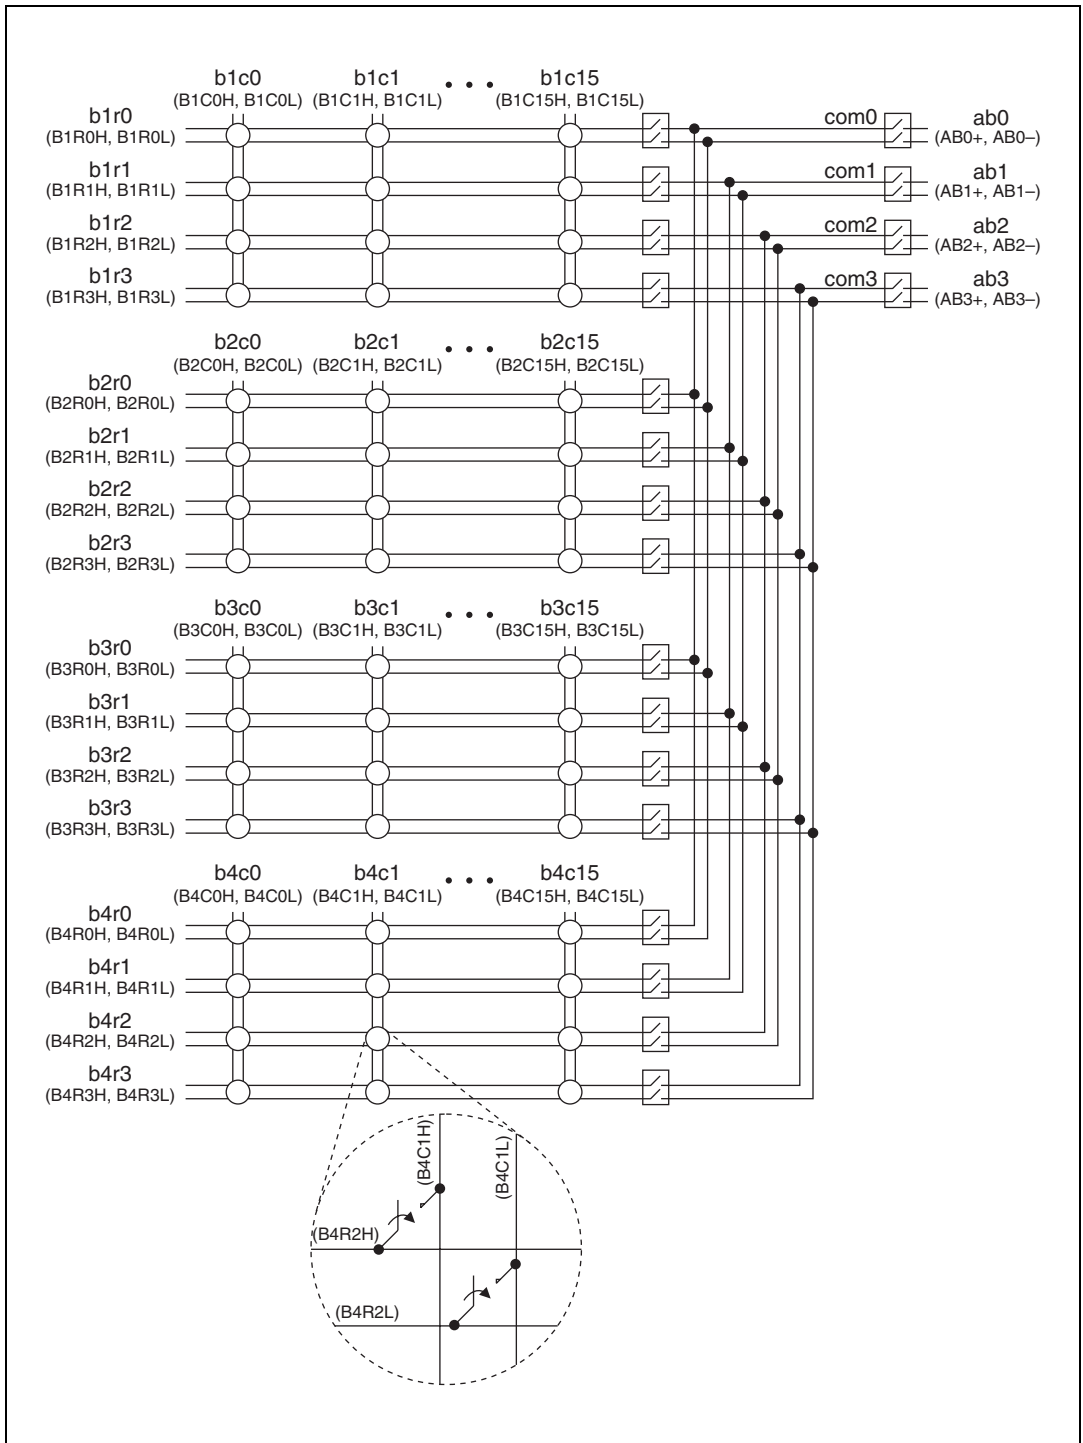 b1c0 b1c1 • • • b1c15
(B1C0H, B1C0L) (B1C1H, B1C1L) (B1C15H, B1C15L)
b1r0 com0 ab0
(B1R0H, B1R0L) (AB0+, AB0–)
b1r1 com1 ab1
(B1R1H, B1R1L) (AB1+, AB1–)
b1r2 com2 ab2
(B1R2H, B1R2L) (AB2+, AB2–)
b1r3 com3 ab3
(B1R3H, B1R3L) (AB3+, AB3–)
b2c0 b2c1 • • • b2c15
(B2C0H, B2C0L) (B2C1H, B2C1L) (B2C15H, B2C15L)
b2r0
(B2R0H, B2R0L)
b2r1
(B2R1H, B2R1L)
b2r2
(B2R2H, B2R2L)
b2r3
(B2R3H, B2R3L)
b3c0 b3c1 • • • b3c15
(B3C0H, B3C0L) (B3C1H, B3C1L) (B3C15H, B3C15L)
b3r0
(B3R0H, B3R0L)
b3r1
(B3R1H, B3R1L)
b3r2
(B3R2H, B3R2L)
b3r3
(B3R3H, B3R3L)
b4c0 b4c1 • • • b4c15
(B4C0H, B4C0L) (B4C1H, B4C1L) (B4C15H, B4C15L)
b4r0
(B4R0H, B4R0L)
b4r1
(B4R1H, B4R1L)
b4r2
(B4R2H, B4R2L)
b4r3
(B4R3H, B4R3L)
(B4C1H)
(B4C1L)
(B4R2H)
(B4R2L)